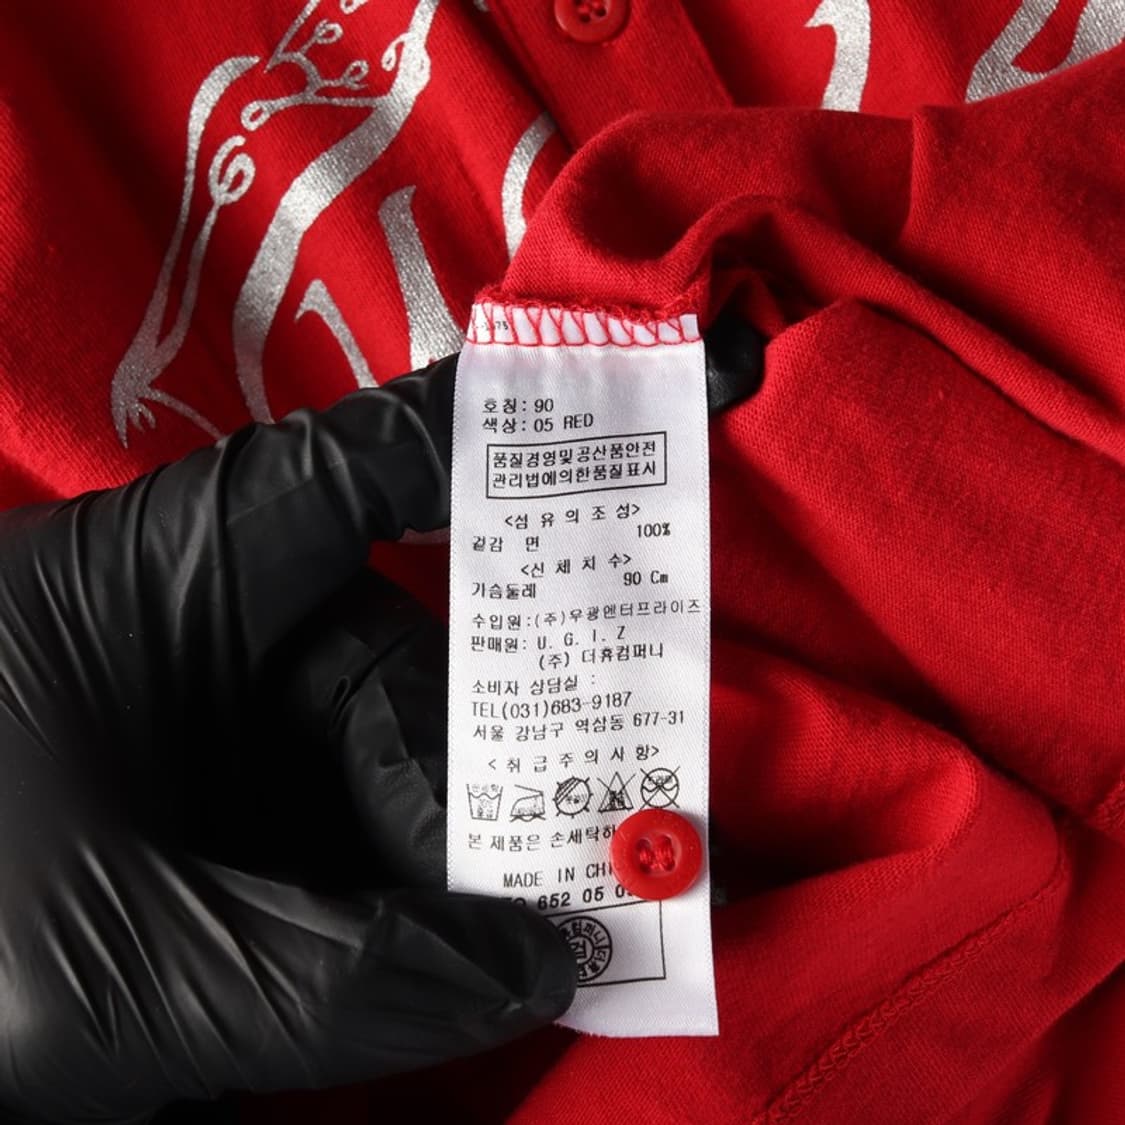 호칭: 90
색상: 05 RED
품질경영및공산품안전
관리법에의한품질표시
<섬 유 의 조 성>
겉감 면 100%
<신 체 치 수>
가슴둘레 90 Cm
수입원:(주)우광엔터프라이즈
판매원: U. G. I. Z
(주) 더휴컴퍼니
소비자 상담실 :
TEL(031)683-9187
서울 강남구 역삼동 677-31
<취 급 주 의 사 항>
본 제품은 손세탁하
MADE IN CHI
652 05